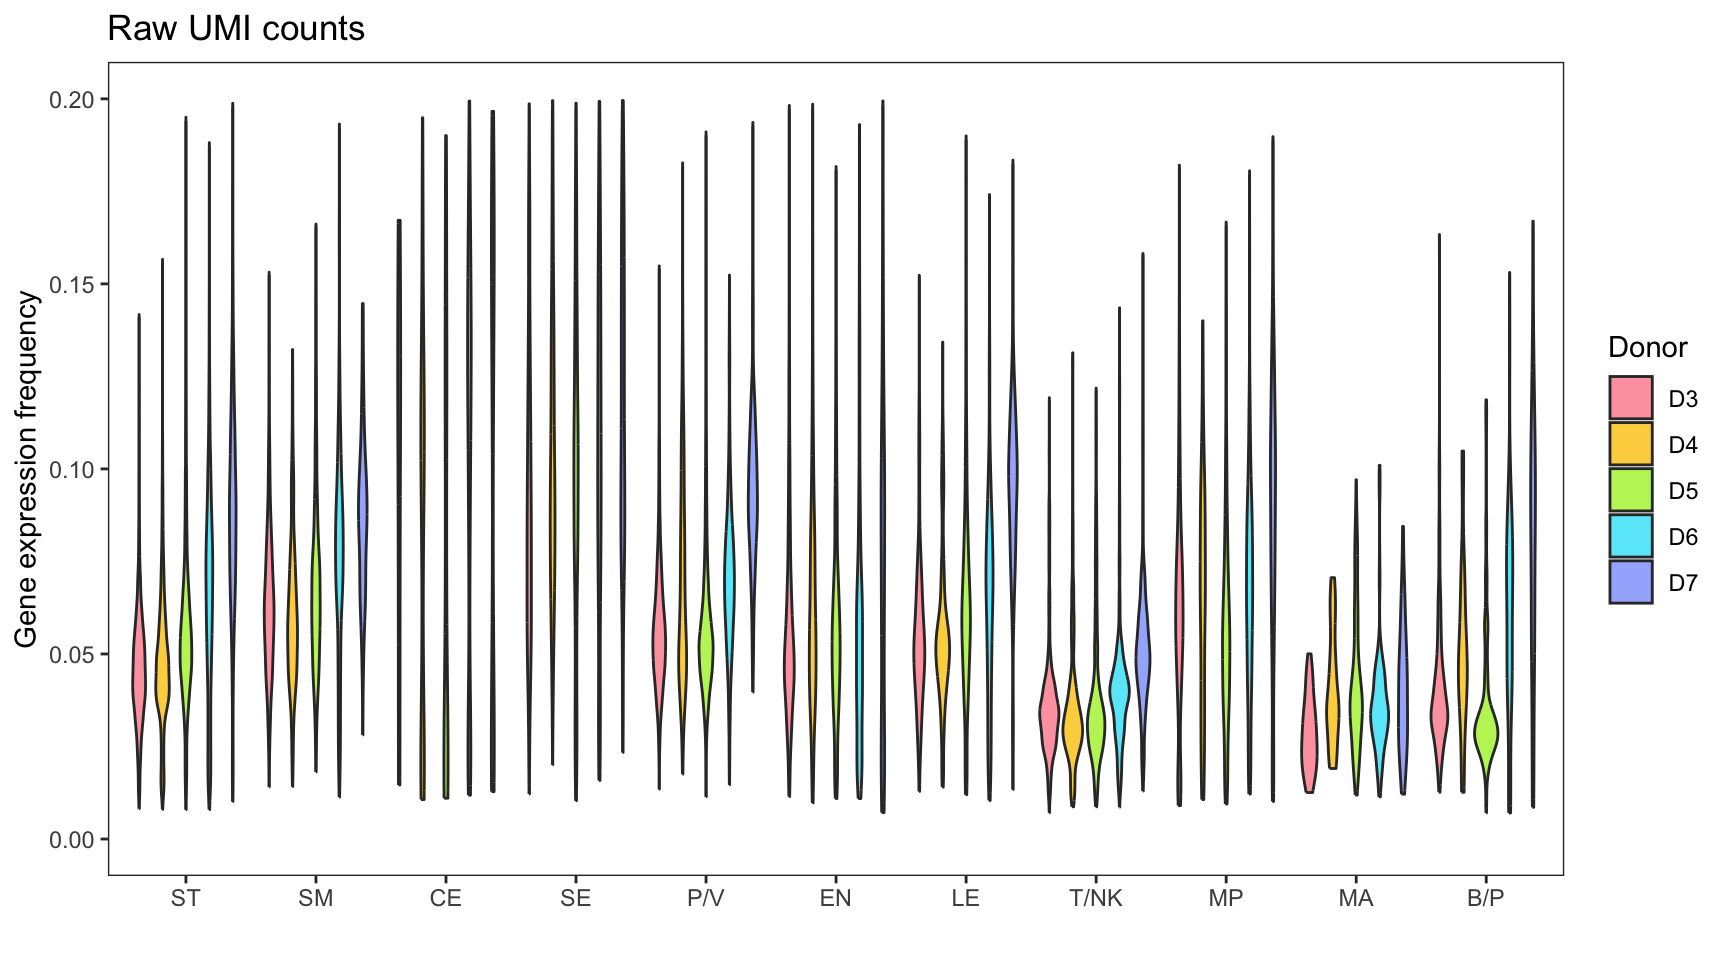 Raw UMI counts
Gene expression frequency
0.20
0.15
0.10
0.05
0.00
ST SM CE SE P/V EN LE T/NK MP MA B/P
Donor
D3
D4
D5
D6
D7